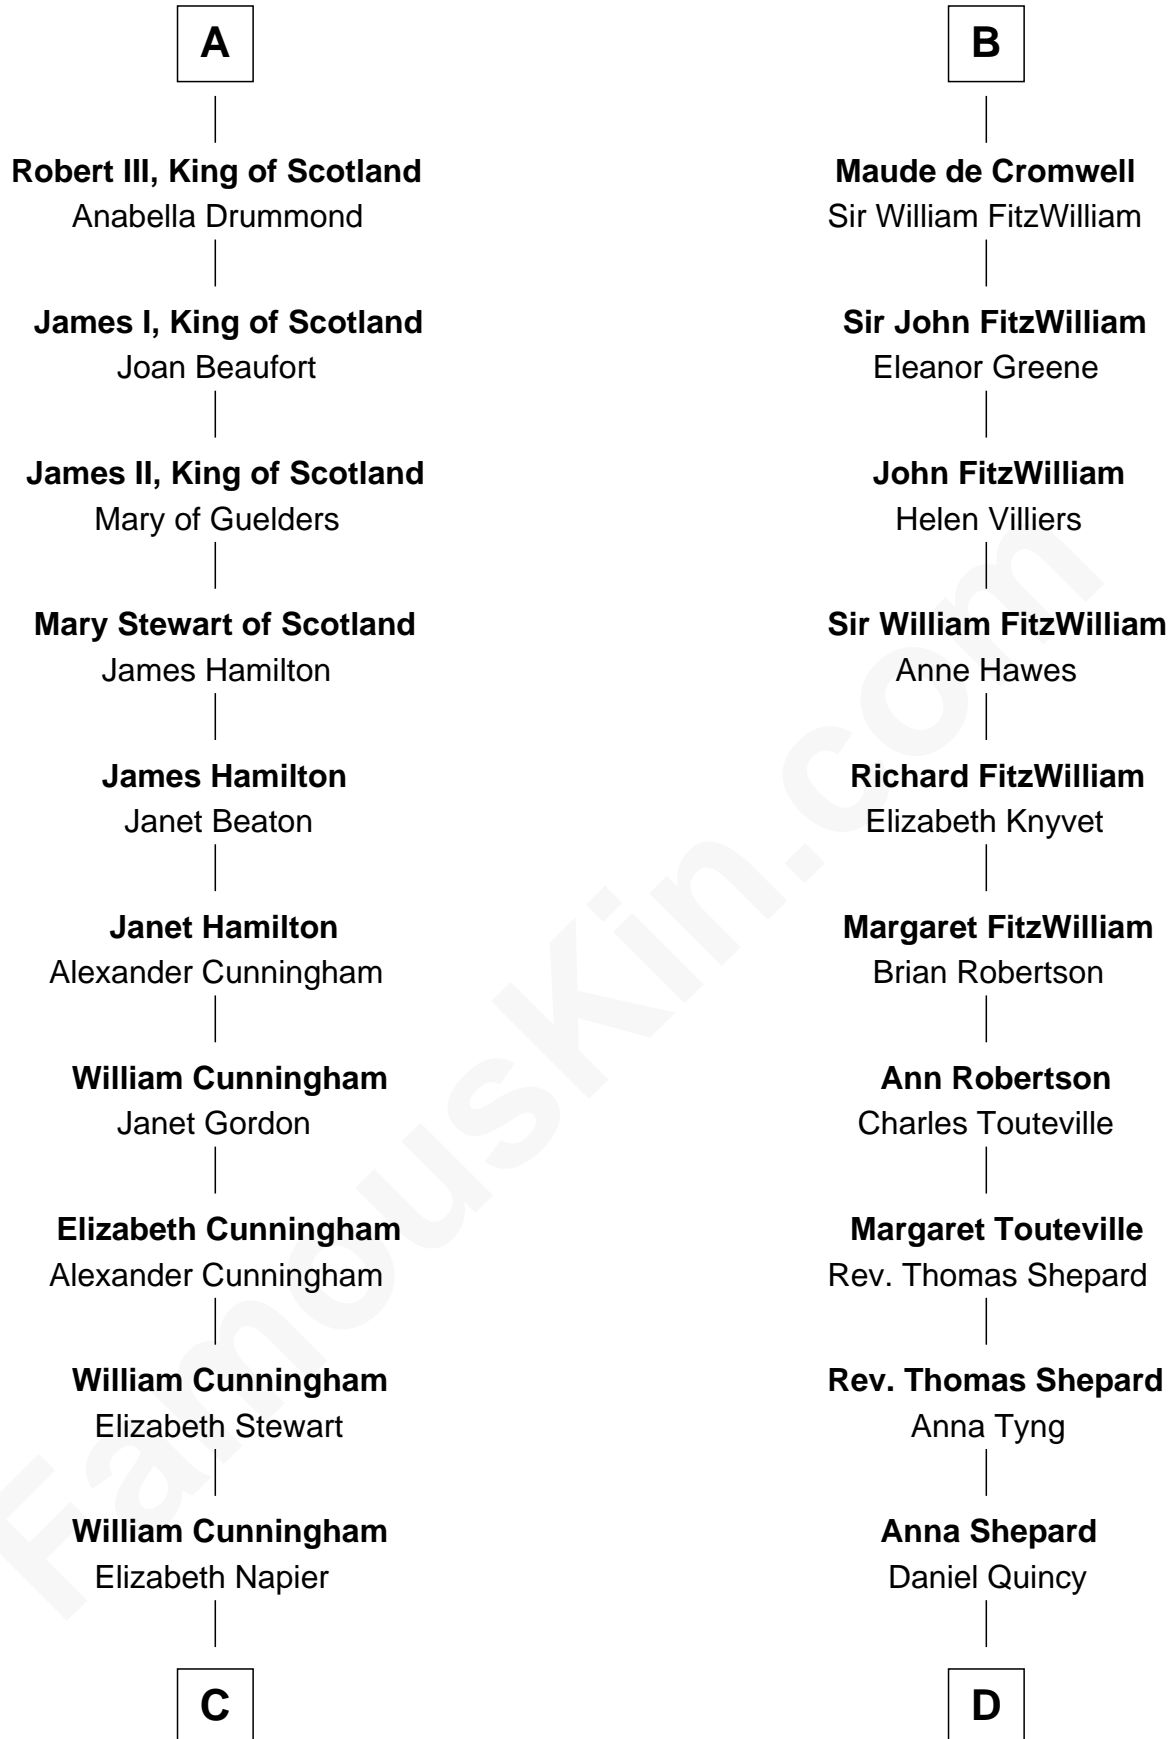 A
Robert III, King of Scotland
Anabella Drummond
James I, King of Scotland
Joan Beaufort
James II, King of Scotland
Mary of Guelders
Mary Stewart of Scotland
James Hamilton
James Hamilton
Janet Beaton
Janet Hamilton
Alexander Cunningham
William Cunningham
Janet Gordon
Elizabeth Cunningham
Alexander Cunningham
William Cunningham
Elizabeth Stewart
William Cunningham
Elizabeth Napier
C
B
Maude de Cromwell
Sir William FitzWilliam
Sir John FitzWilliam
Eleanor Greene
John FitzWilliam
Helen Villiers
Sir William FitzWilliam
Anne Hawes
Richard FitzWilliam
Elizabeth Knyvet
Margaret FitzWilliam
Brian Robertson
Ann Robertson
Charles Touteville
Margaret Touteville
Rev. Thomas Shepard
Rev. Thomas Shepard
Anna Tyng
Anna Shepard
Daniel Quincy
D
FamousKin.com